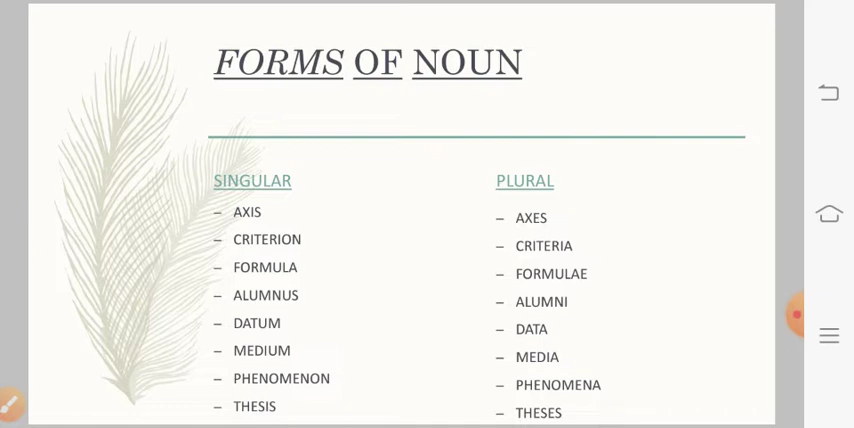 FORMS OF NOUN
SINGULAR
– AXIS
– CRITERION
– FORMULA
– ALUMNUS
– DATUM
– MEDIUM
– PHENOMENON
– THESIS
PLURAL
– AXES
– CRITERIA
– FORMULAE
– ALUMNI
– DATA
– MEDIA
– PHENOMENA
– THESES